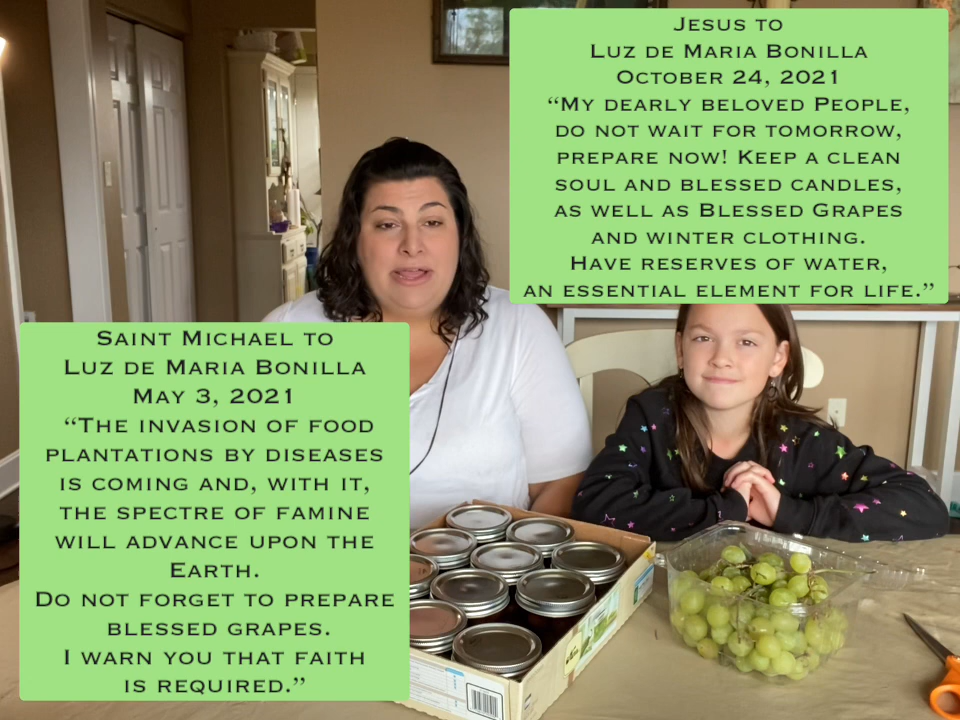 Jesus to
Luz de Maria Bonilla
October 24, 2021
“My dearly beloved People,
do not wait for tomorrow,
prepare now! Keep a clean
soul and blessed candles,
as well as Blessed Grapes
and winter clothing.
Have reserves of water,
an essential element for life.”
Saint Michael to
Luz de Maria Bonilla
May 3, 2021
“The invasion of food
plantations by diseases
is coming and, with it,
the spectre of famine
will advance upon the
Earth.
Do not forget to prepare
blessed grapes.
I warn you that faith
is required.”